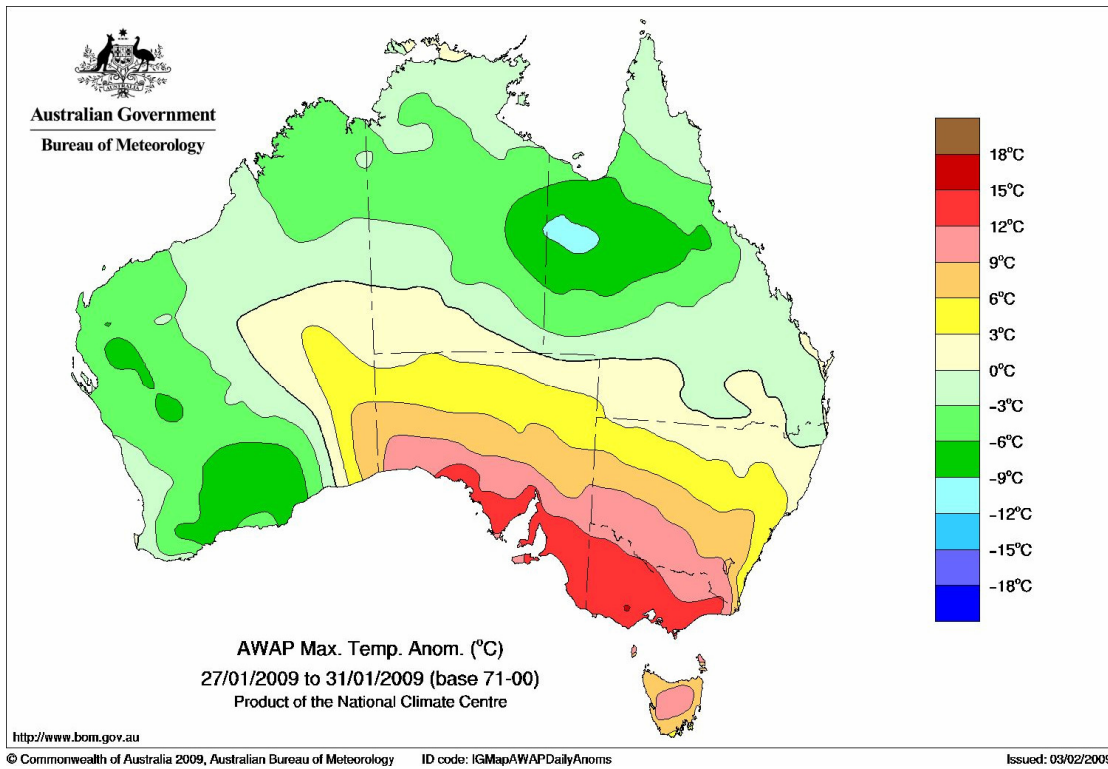 Australian Government
Bureau of Meteorology
18°C
15°C
12°C
9°C
6°C
3°C
0°C
-3°C
-6°C
-9°C
-12°C
-15°C
-18°C
AWAP Max. Temp. Anom. (°C)
27/01/2009 to 31/01/2009 (base 71-00)
Product of the National Climate Centre
http://www.bom.gov.au
© Commonwealth of Australia 2009, Australian Bureau of Meteorology ID code: IGMapAWAPDailyAnoms Issued: 03/02/2009